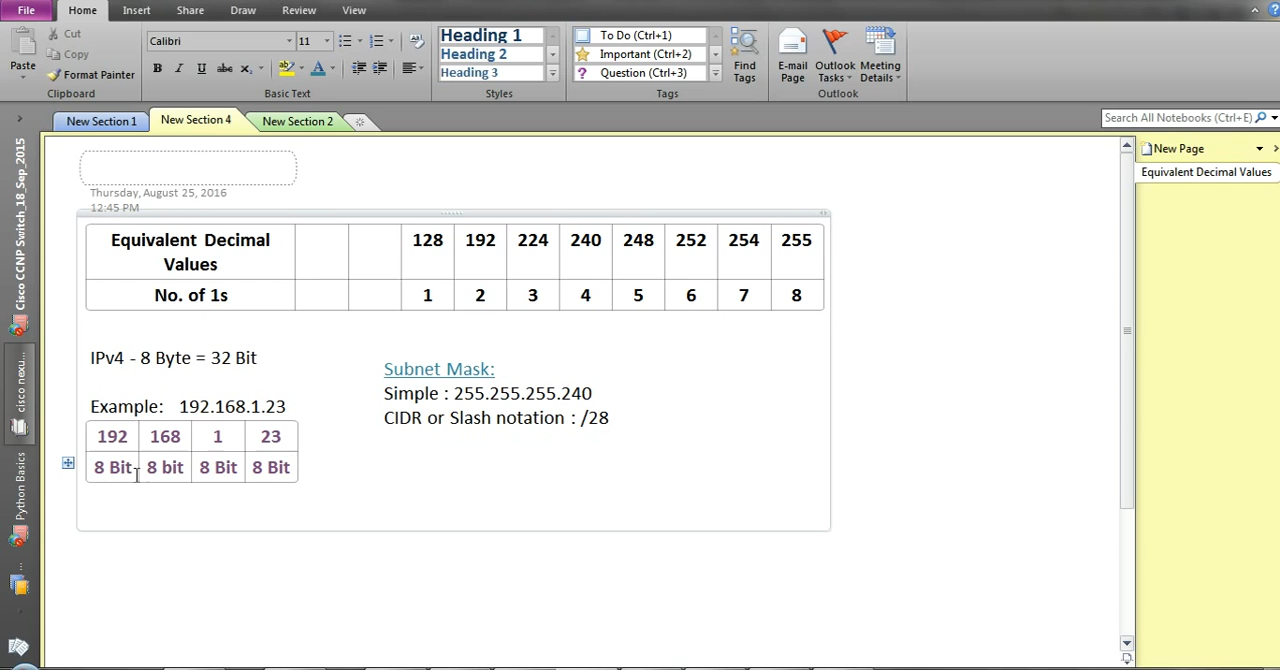 File Home Insert Share Draw Review View
Cut
Copy
Paste
Format Painter
Clipboard
Calibri 11
B I U abc X A
Basic Text
Heading 1
Heading 2
Heading 3
Styles
To Do (Ctrl+1)
Important (Ctrl+2)
? Question (Ctrl+3)
Tags
Find Tags
E-mail Page
Outlook Tasks
Meeting Details
Outlook
New Section 1 New Section 4 New Section 2
Search All Notebooks (Ctrl+E)
New Page
Equivalent Decimal Values
Cisco CCNP Switch_18_Sep_2015
cisco nexu...
Python Basics
Thursday, August 25, 2016
12:45 PM
Equivalent Decimal Values 128 192 224 240 248 252 254 255
No. of 1s 1 2 3 4 5 6 7 8
IPv4 - 8 Byte = 32 Bit
Example: 192.168.1.23
192 168 1 23
8 Bit 8 bit 8 Bit 8 Bit
Subnet Mask:
Simple : 255.255.255.240
CIDR or Slash notation : /28